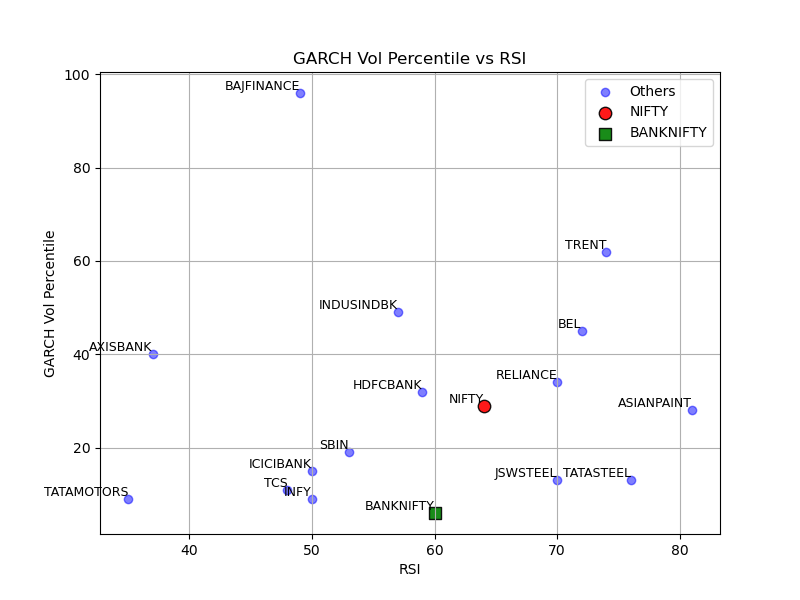 GARCH Vol Percentile vs RSI
100
80
60
40
20
GARCH Vol Percentile
Others
NIFTY
BANKNIFTY
BAJFINANCE
TRENT
INDUSINDBK
BEL
AXISBANK
RELIANCE
HDFCBANK
NIFTY
ASIANPAINT
SBIN
ICICIBANK
JSWSTEEL
TATASTEEL
TCS
TATAMOTORS
INFY
BANKNIFTY
40
50
60
70
80
RSI